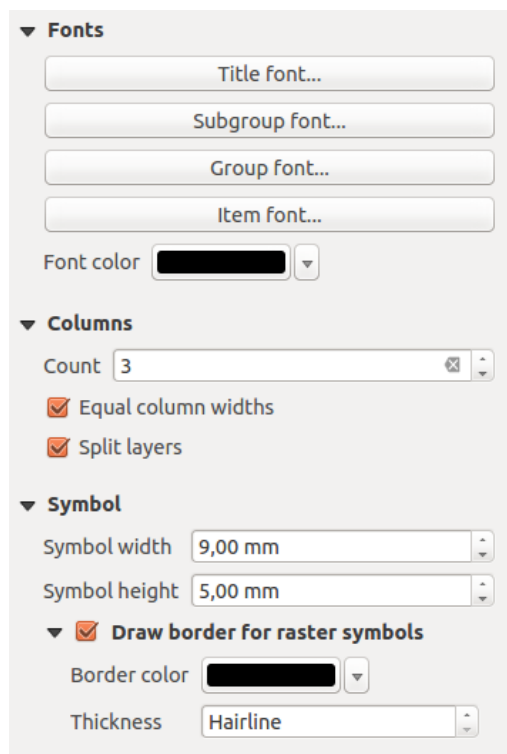 Fonts
Title font...
Subgroup font...
Group font...
Item font...
Font color
Columns
Count 3
Equal column widths
Split layers
Symbol
Symbol width 9,00 mm
Symbol height 5,00 mm
Draw border for raster symbols
Border color
Thickness Hairline